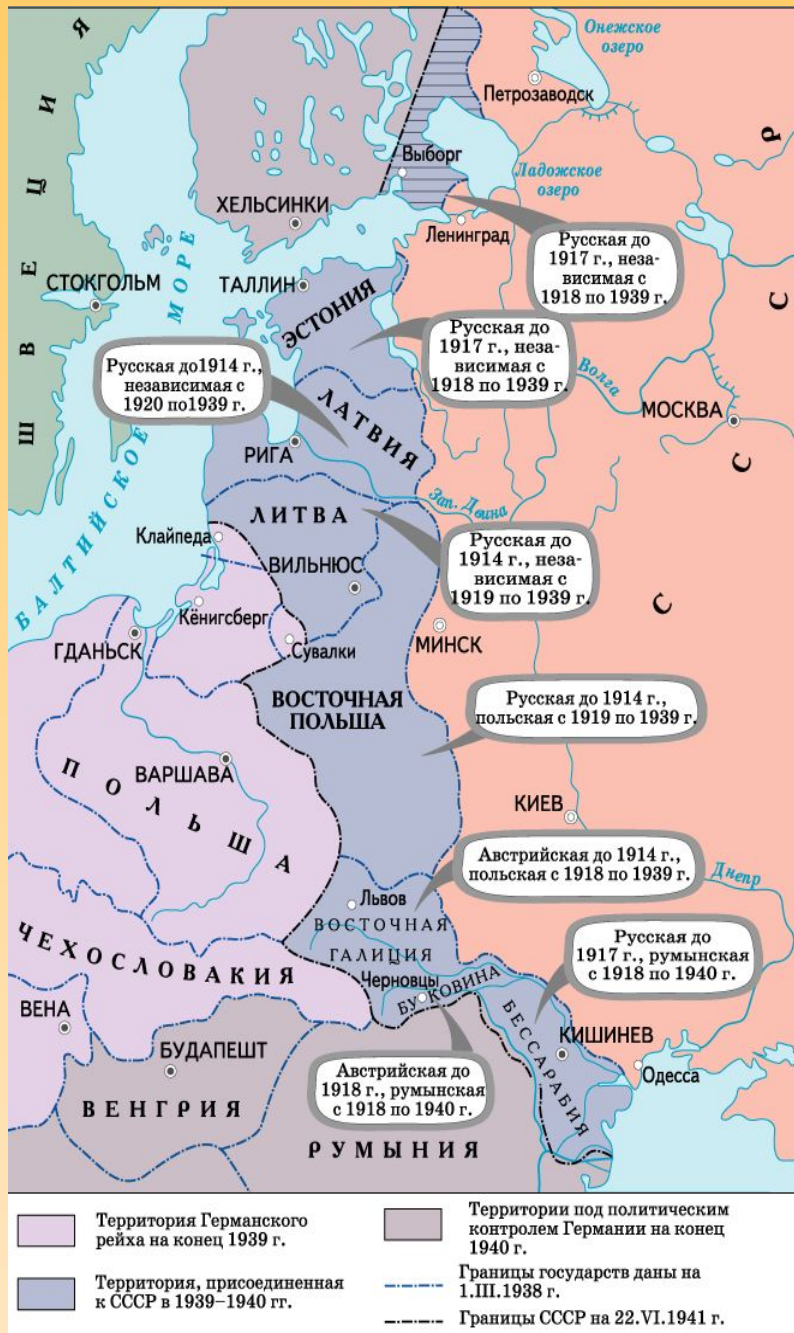 Онежское
озеро
Петрозаводск
Выборг
Ладожское
озеро
ХЕЛЬСИНКИ
Ленинград
Русская до
1917 г., неза-
висимая с
1918 по 1939 г.
ШВЕЦИЯ
СТОКГОЛЬМ
ТАЛЛИН
ЭСТОНИЯ
БАЛТИЙСКОЕ МОРЕ
Русская до
1917 г., неза-
висимая с
1918 по 1939 г.
Русская до1914 г.,
независимая с
1920 по1939 г.
ЛАТВИЯ
Волга
МОСКВА
СССР
РИГА
Зап. Двина
ЛИТВА
Клайпеда
ВИЛЬНЮС
Русская до
1914 г., неза-
висимая с
1919 по 1939 г.
Кёнигсберг
ГДАНЬСК
Сувалки
МИНСК
ВОСТОЧНАЯ
ПОЛЬША
Русская до 1914 г.,
польская с 1919 по 1939 г.
ПОЛЬША
ВАРШАВА
КИЕВ
Австрийская до 1914 г.,
польская с 1918 по 1939 г.
Днепр
Львов
ВОСТОЧНАЯ
ГАЛИЦИЯ
ЧЕХОСЛОВАКИЯ
Черновцы
БУКОВИНА
Русская до
1917 г., румынская
с 1918 по 1940 г.
ВЕНА
БУДАПЕШТ
БЕССАРАБИЯ
КИШИНЕВ
Одесса
Австрийская до
1918 г., румынская
с 1918 по 1940 г.
ВЕНГРИЯ
РУМЫНИЯ
Территория Германского
рейха на конец 1939 г.
Территория, присоединенная
к СССР в 1939–1940 гг.
Территории под политическим
контролем Германии на конец
1940 г.
Границы государств даны на
1.III.1938 г.
Границы СССР на 22.VI.1941 г.